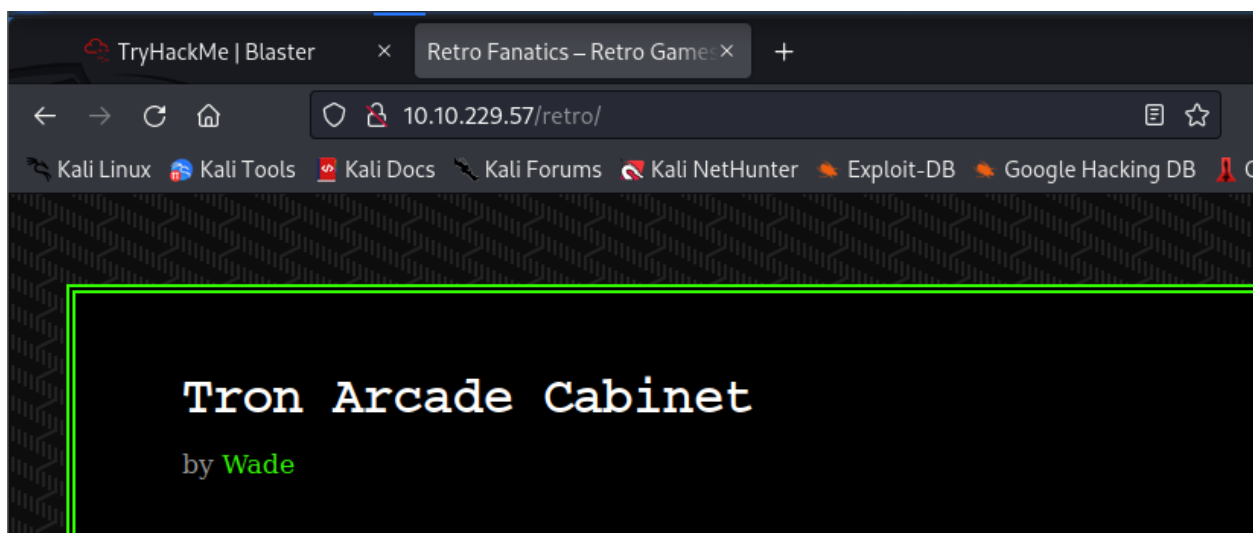 TryHackMe | Blaster × Retro Fanatics – Retro Games × +
10.10.229.57/retro/
Kali Linux Kali Tools Kali Docs Kali Forums Kali NetHunter Exploit-DB Google Hacking DB
Tron Arcade Cabinet
by Wade